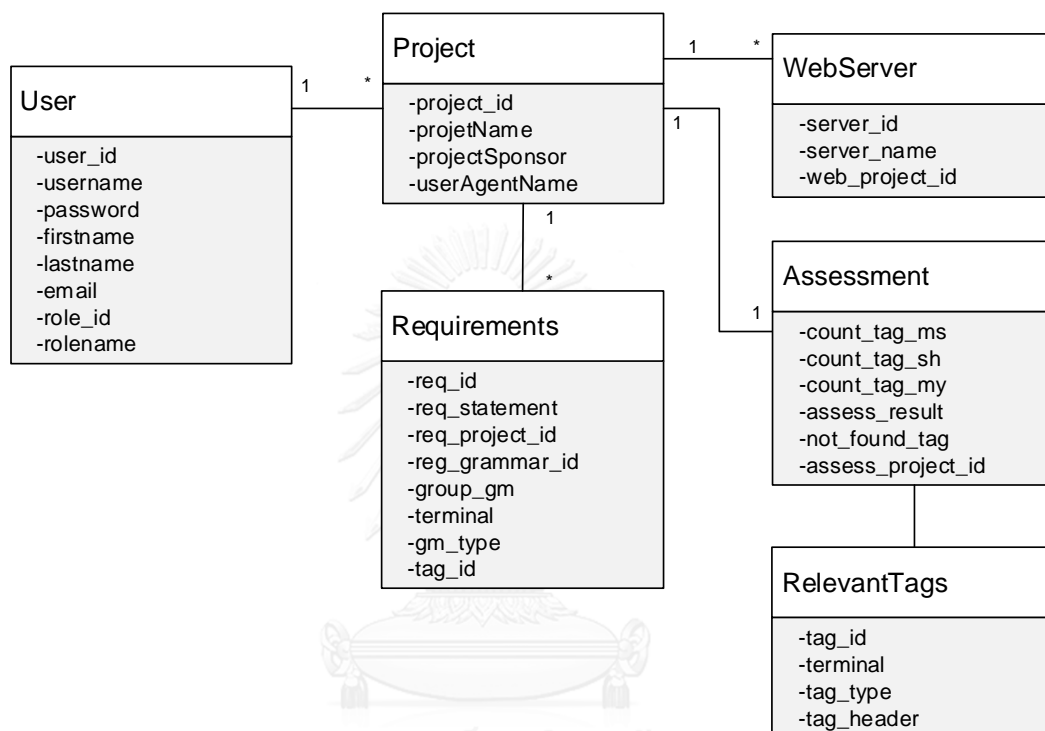 User
-user_id
-username
-password
-firstname
-lastname
-email
-role_id
-rolename
1
*
Project
-project_id
-projetName
-projectSponsor
-userAgentName
1
*
1
1
1
*
Requirements
-req_id
-req_statement
-req_project_id
-reg_grammar_id
-group_gm
-terminal
-gm_type
-tag_id
WebServer
-server_id
-server_name
-web_project_id
Assessment
-count_tag_ms
-count_tag_sh
-count_tag_my
-assess_result
-not_found_tag
-assess_project_id
RelevantTags
-tag_id
-terminal
-tag_type
-tag_header